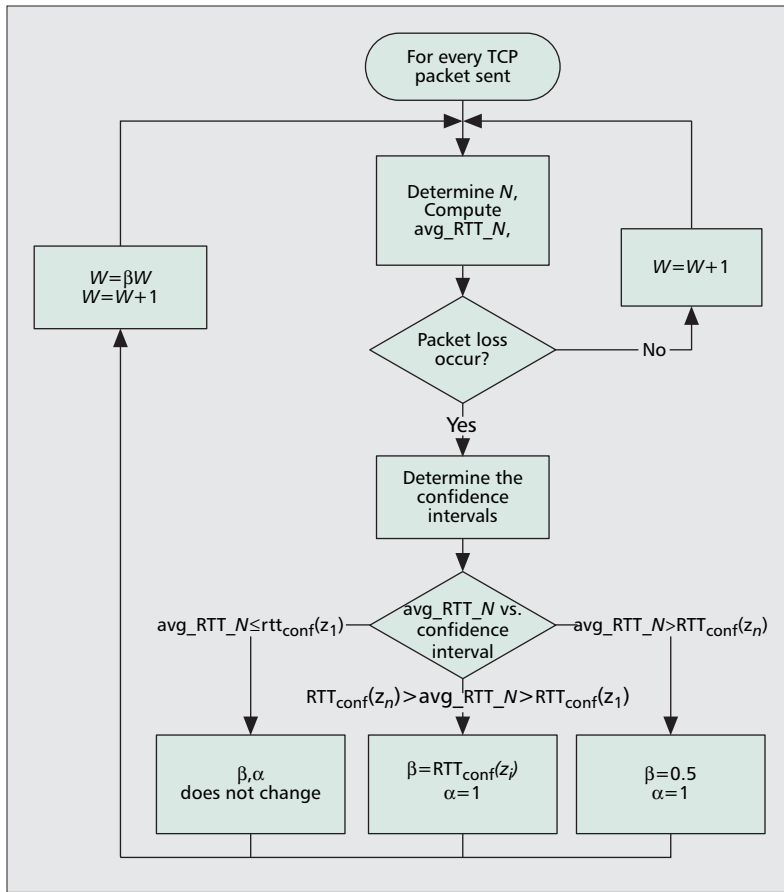 For every TCP
packet sent
Determine N,
Compute
avg_RTT_N,
W=βW
W=W+1
W=W+1
Packet loss
occur?
No
Yes
Determine the
confidence
intervals
avg_RTT_N≤rttconf(z1)
avg_RTT_N vs.
confidence
interval
avg_RTT_N>RTTconf(zn)
RTTconf(zn)>avg_RTT_N>RTTconf(z1)
β,α
does not change
β=RTTconf(zi)
α=1
β=0.5
α=1